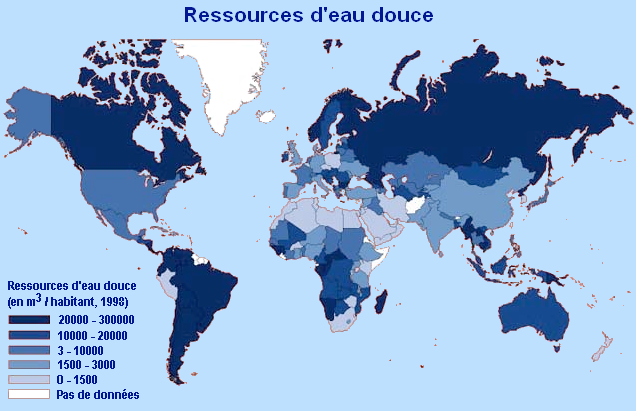 Ressources d'eau douce
Ressources d'eau douce
(en m3 / habitant, 1998)
20000 - 300000
10000 - 20000
3 - 10000
1500 - 3000
0 - 1500
Pas de données